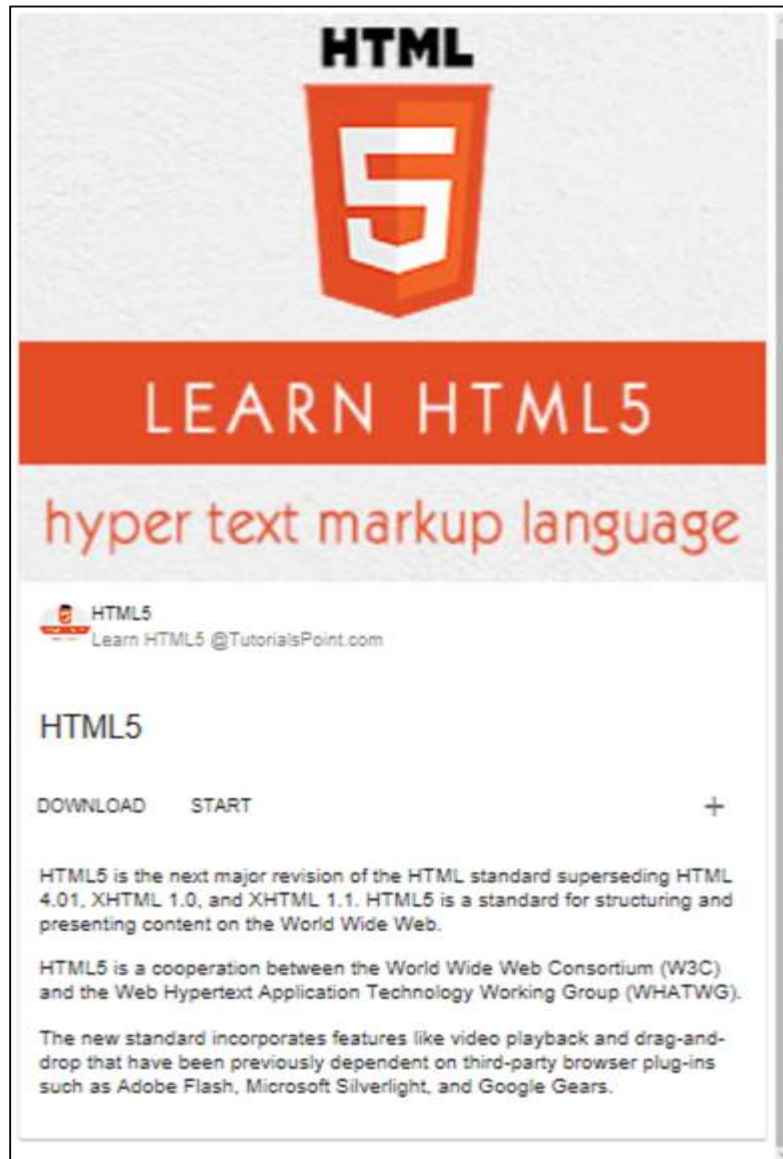 HTML
5
LEARN HTML5
hyper text markup language
HTML5
Learn HTML5 @TutorialsPoint.com
HTML5
DOWNLOAD START +
HTML5 is the next major revision of the HTML standard superseding HTML
4.01, XHTML 1.0, and XHTML 1.1. HTML5 is a standard for structuring and
presenting content on the World Wide Web.
HTML5 is a cooperation between the World Wide Web Consortium (W3C)
and the Web Hypertext Application Technology Working Group (WHATWG).
The new standard incorporates features like video playback and drag-and-
drop that have been previously dependent on third-party browser plug-ins
such as Adobe Flash, Microsoft Silverlight, and Google Gears.